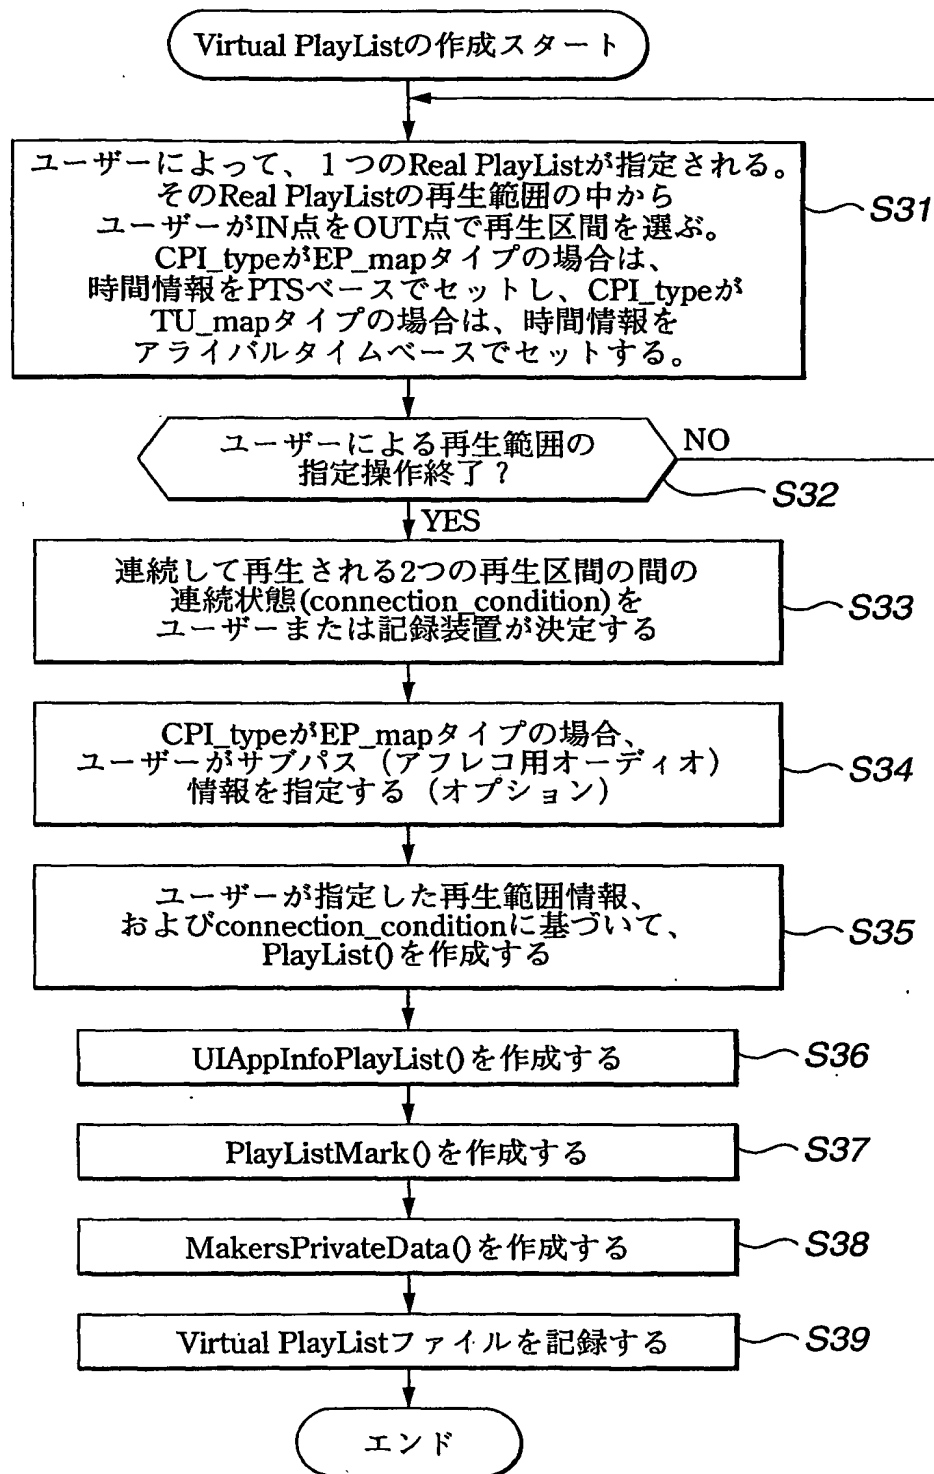 Virtual PlayListの作成スタート
ユーザーによって、１つのReal PlayListが指定される。
そのReal PlayListの再生範囲の中から
ユーザーがIN点をOUT点で再生区間を選ぶ。
CPI_typeがEP_mapタイプの場合は、
時間情報をPTSベースでセットし、CPI_typeが
TU_mapタイプの場合は、時間情報を
アライバルタイムベースでセットする。
S31
ユーザーによる再生範囲の
指定操作終了？
NO
S32
YES
連続して再生される2つの再生区間の間の
連続状態(connection_condition)を
ユーザーまたは記録装置が決定する
S33
CPI_typeがEP_mapタイプの場合、
ユーザーがサブパス（アフレコ用オーディオ）
情報を指定する（オプション）
S34
ユーザーが指定した再生範囲情報、
およびconnection_conditionに基づいて、
PlayList()を作成する
S35
UIAppInfoPlayList()を作成する
S36
PlayListMark()を作成する
S37
MakersPrivateData()を作成する
S38
Virtual PlayListファイルを記録する
S39
エンド